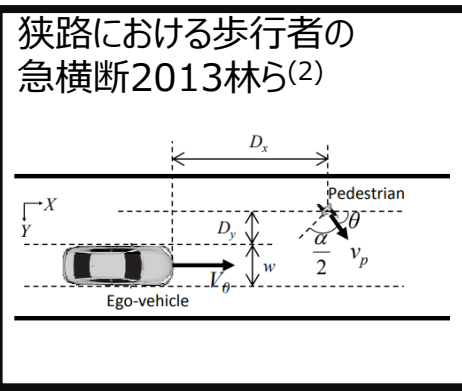 狭路における歩行者の
急横断2013林ら(2)
D_x
Pedestrian
X
Y
θ
D_y
α
2
v_p
w
V_0
Ego-vehicle